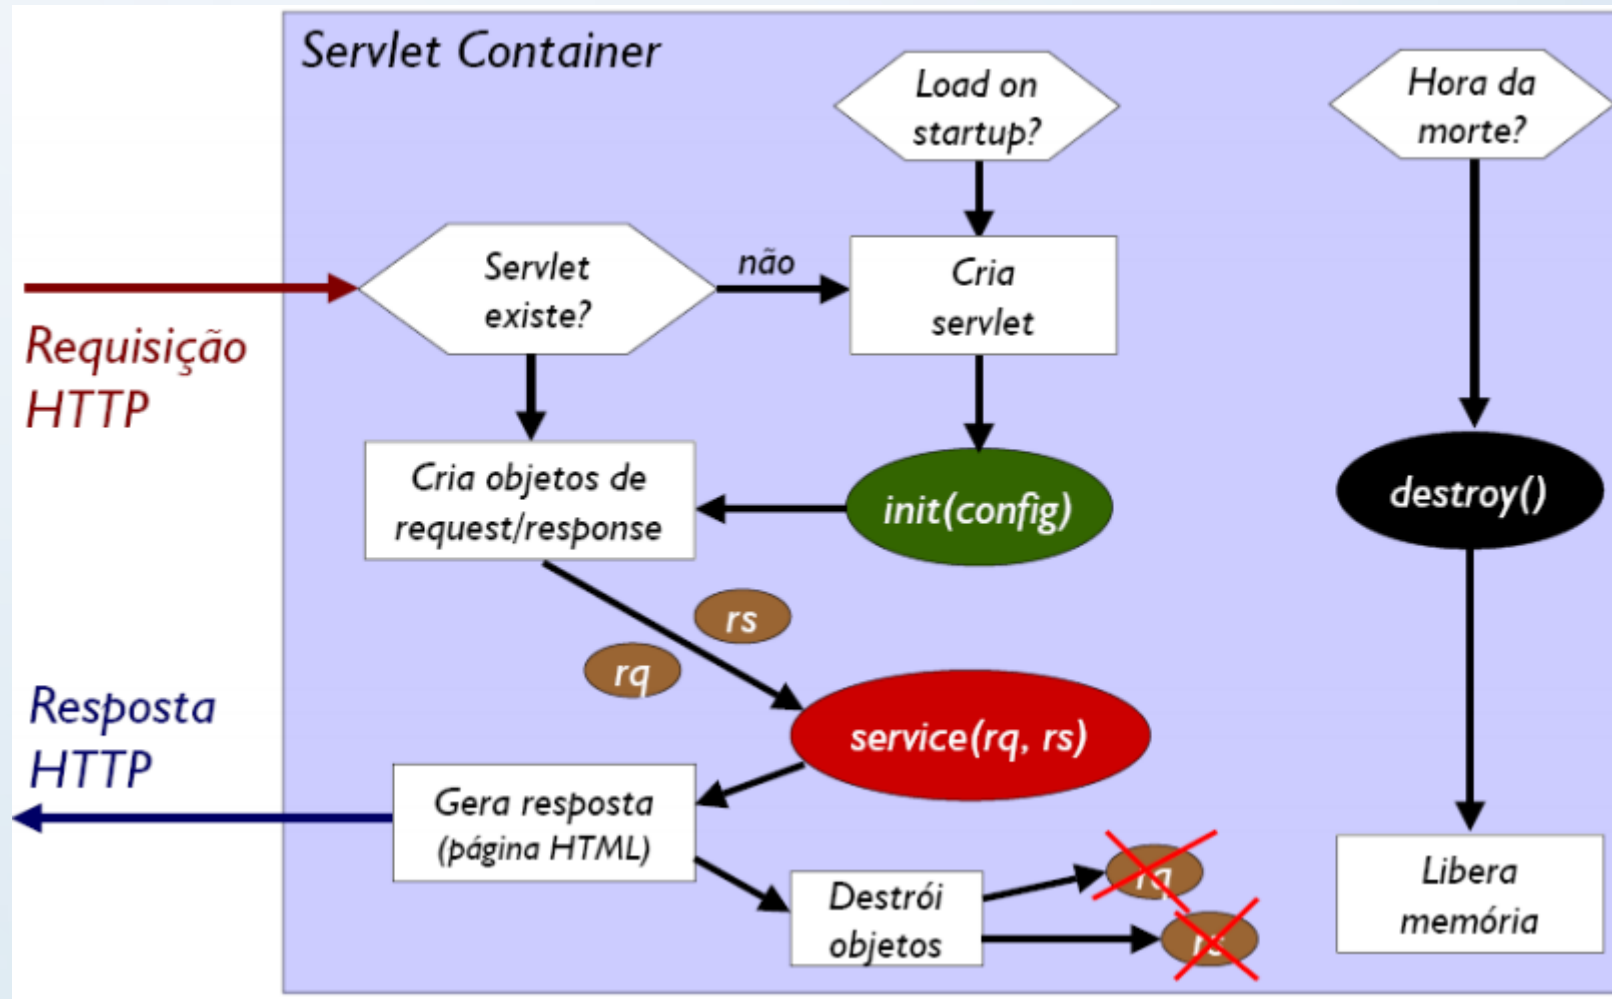 Servlet Container
Load on
startup?
Hora da
morte?
Servlet
existe?
não
Cria
servlet
Requisição
HTTP
Cria objetos de
request/response
init(config)
destroy()
rs
rq
Resposta
HTTP
service(rq, rs)
Gera resposta
(página HTML)
Destrói
objetos
rq
rs
Libera
memória